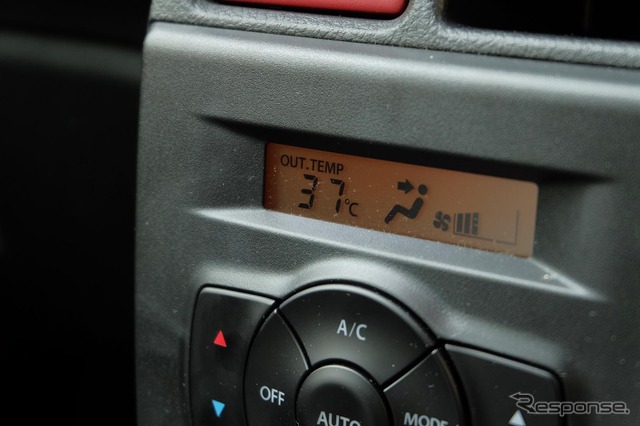 OUT.TEMP
37°C
A/C
OFF
AUTO
MODE
Response.